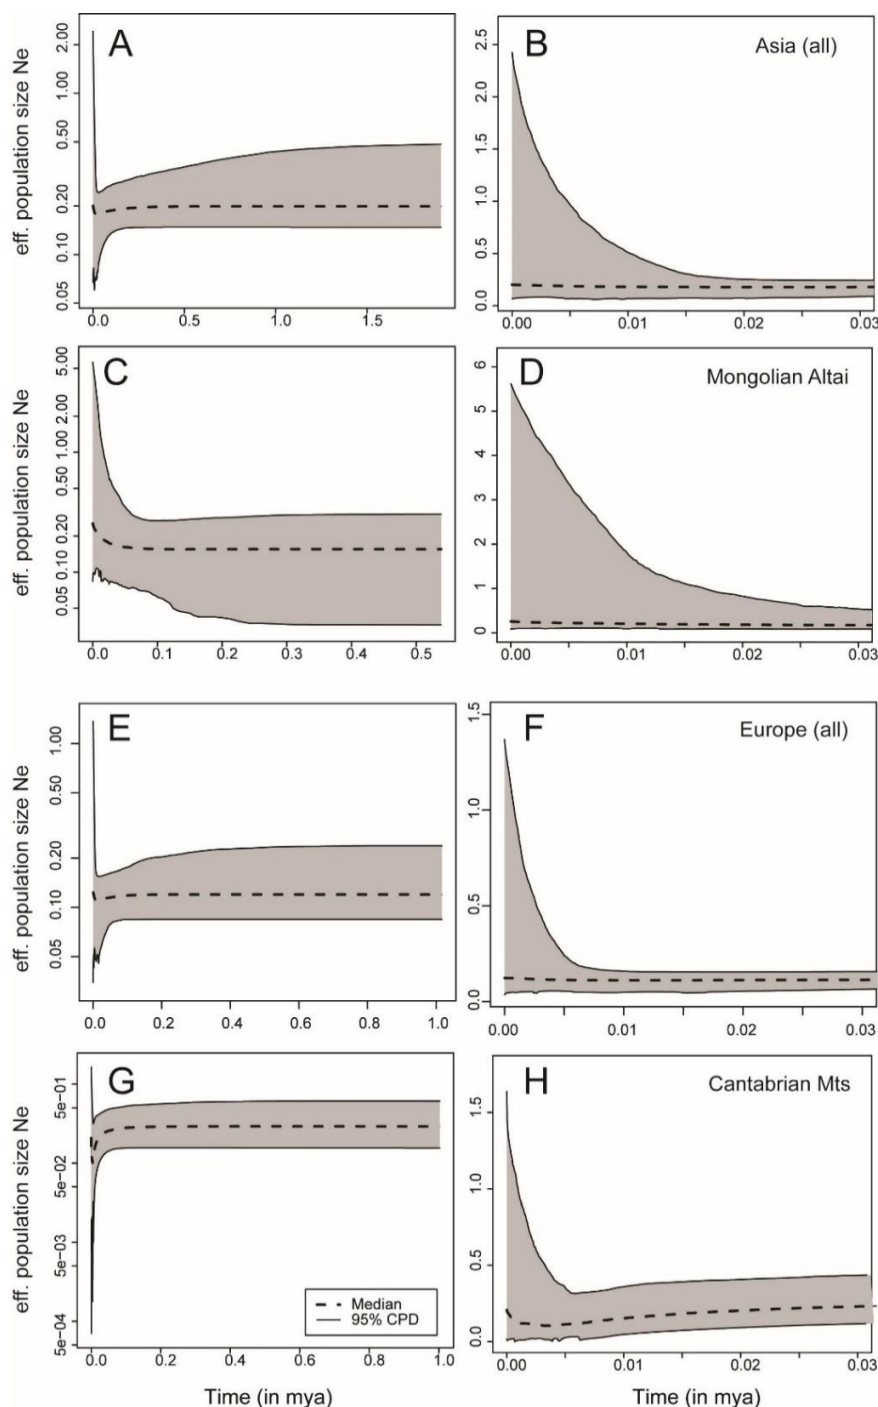 A
eff. population size Ne
2.00
1.00
0.50
0.20
0.10
0.05
0.0 0.5 1.0 1.5
B
Asia (all)
2.5
2.0
1.5
1.0
0.5
0.0
0.00 0.01 0.02 0.03
C
eff. population size Ne
5.00
2.00
1.00
0.50
0.20
0.10
0.05
0.0 0.1 0.2 0.3 0.4 0.5
D
Mongolian Altai
6
5
4
3
2
1
0
0.00 0.01 0.02 0.03
E
eff. population size Ne
1.00
0.50
0.20
0.10
0.05
0.0 0.2 0.4 0.6 0.8 1.0
F
Europe (all)
1.5
1.0
0.5
0.0
0.00 0.01 0.02 0.03
G
eff. population size Ne
5e−01
5e−02
5e−02
5e−03
5e−04
5e−04
Median
95% CPD
0.0 0.2 0.4 0.6 0.8 1.0
Time (in mya)
H
Cantabrian Mts
1.5
1.0
0.5
0.0
0.00 0.01 0.02 0.03
Time (in mya)